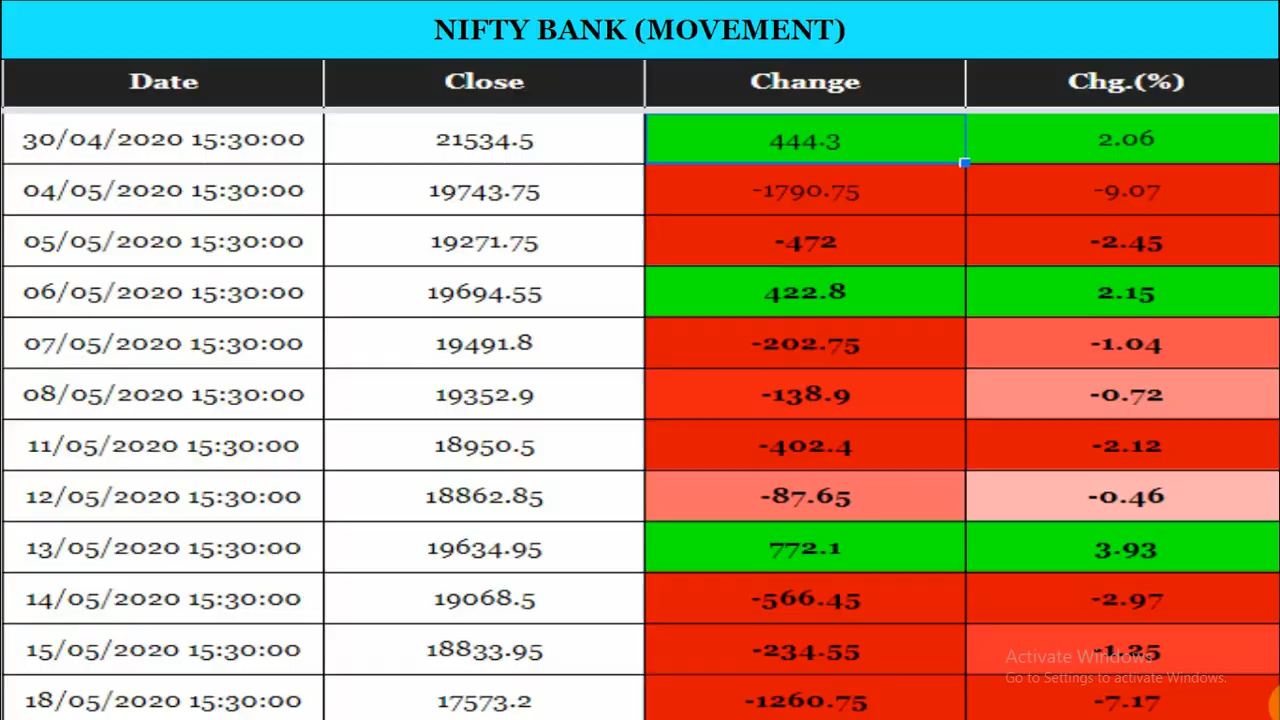 NIFTY BANK (MOVEMENT)
Date Close Change Chg.(%)
30/04/2020 15:30:00 21534.5 444.3 2.06
04/05/2020 15:30:00 19743.75 -1790.75 -9.07
05/05/2020 15:30:00 19271.75 -472 -2.45
06/05/2020 15:30:00 19694.55 422.8 2.15
07/05/2020 15:30:00 19491.8 -202.75 -1.04
08/05/2020 15:30:00 19352.9 -138.9 -0.72
11/05/2020 15:30:00 18950.5 -402.4 -2.12
12/05/2020 15:30:00 18862.85 -87.65 -0.46
13/05/2020 15:30:00 19634.95 772.1 3.93
14/05/2020 15:30:00 19068.5 -566.45 -2.97
15/05/2020 15:30:00 18833.95 -234.55 -1.25
Activate Windows
Go to Settings to activate Windows.
18/05/2020 15:30:00 17573.2 -1260.75 -7.17